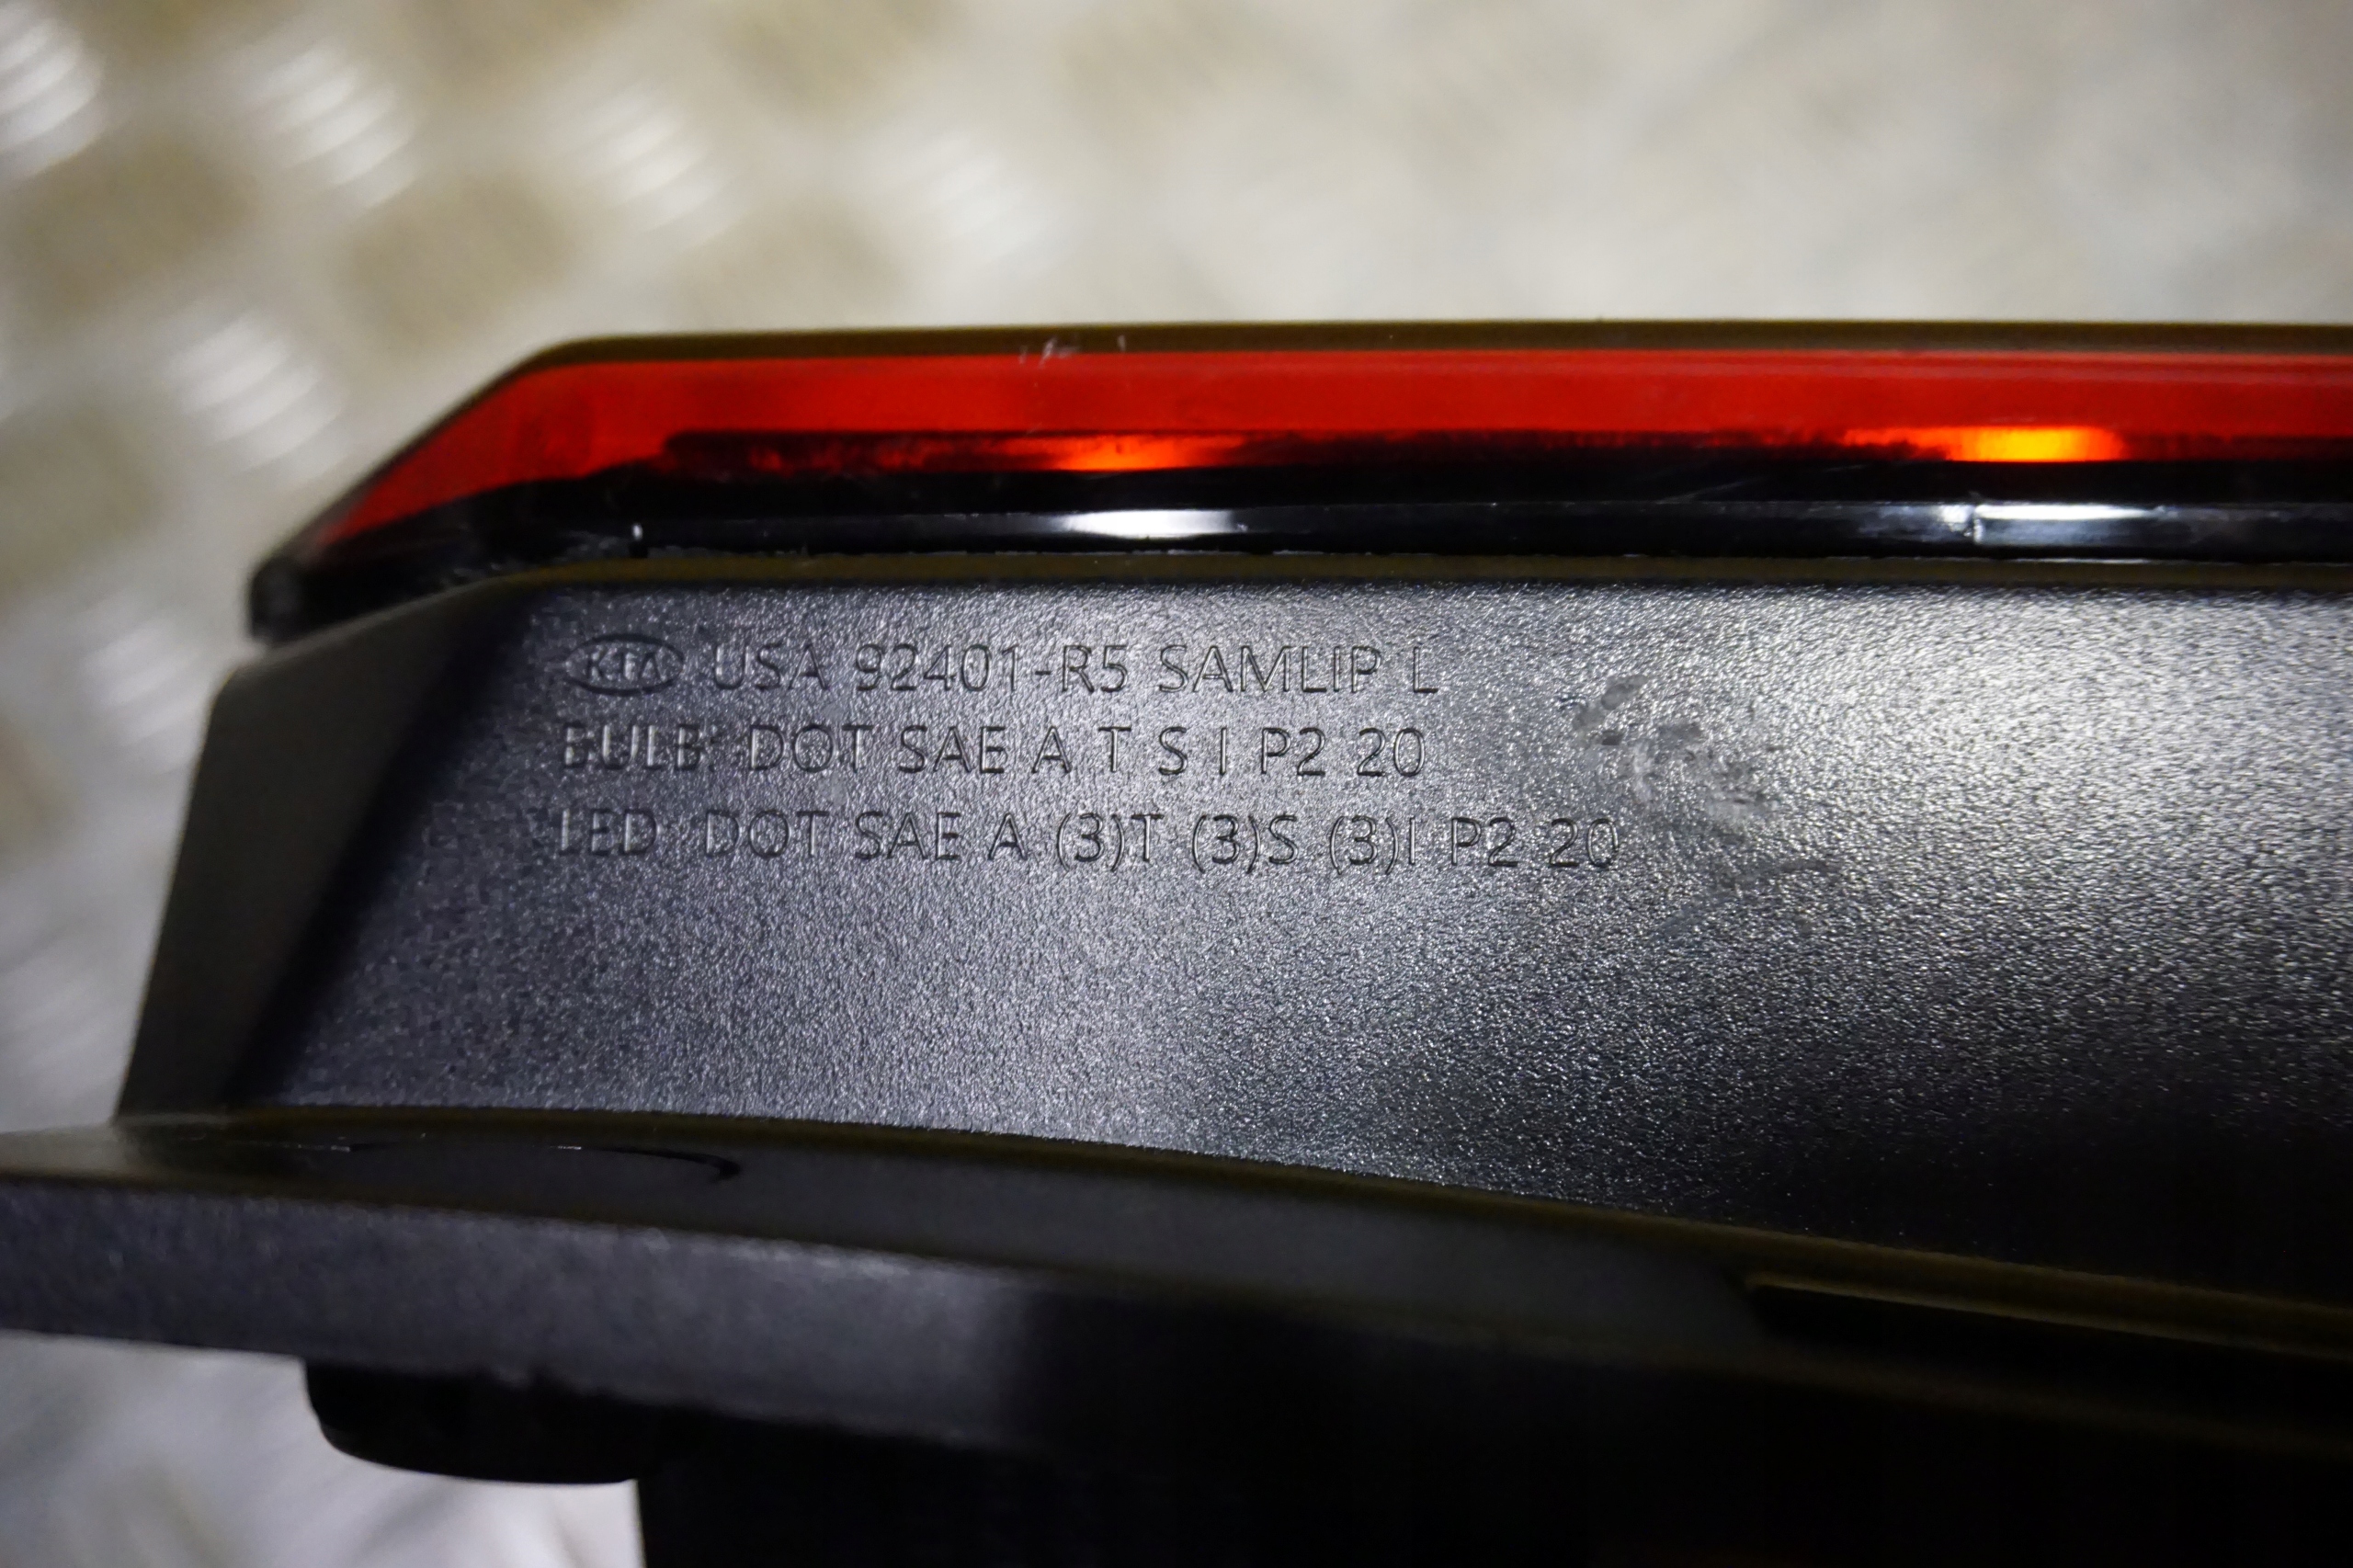 KIA USA 92401-R5 SAMLIP L
BULB: DOT SAE A T S I P2 20
LED: DOT SAE A (3)T (3)S (3)I P2 20